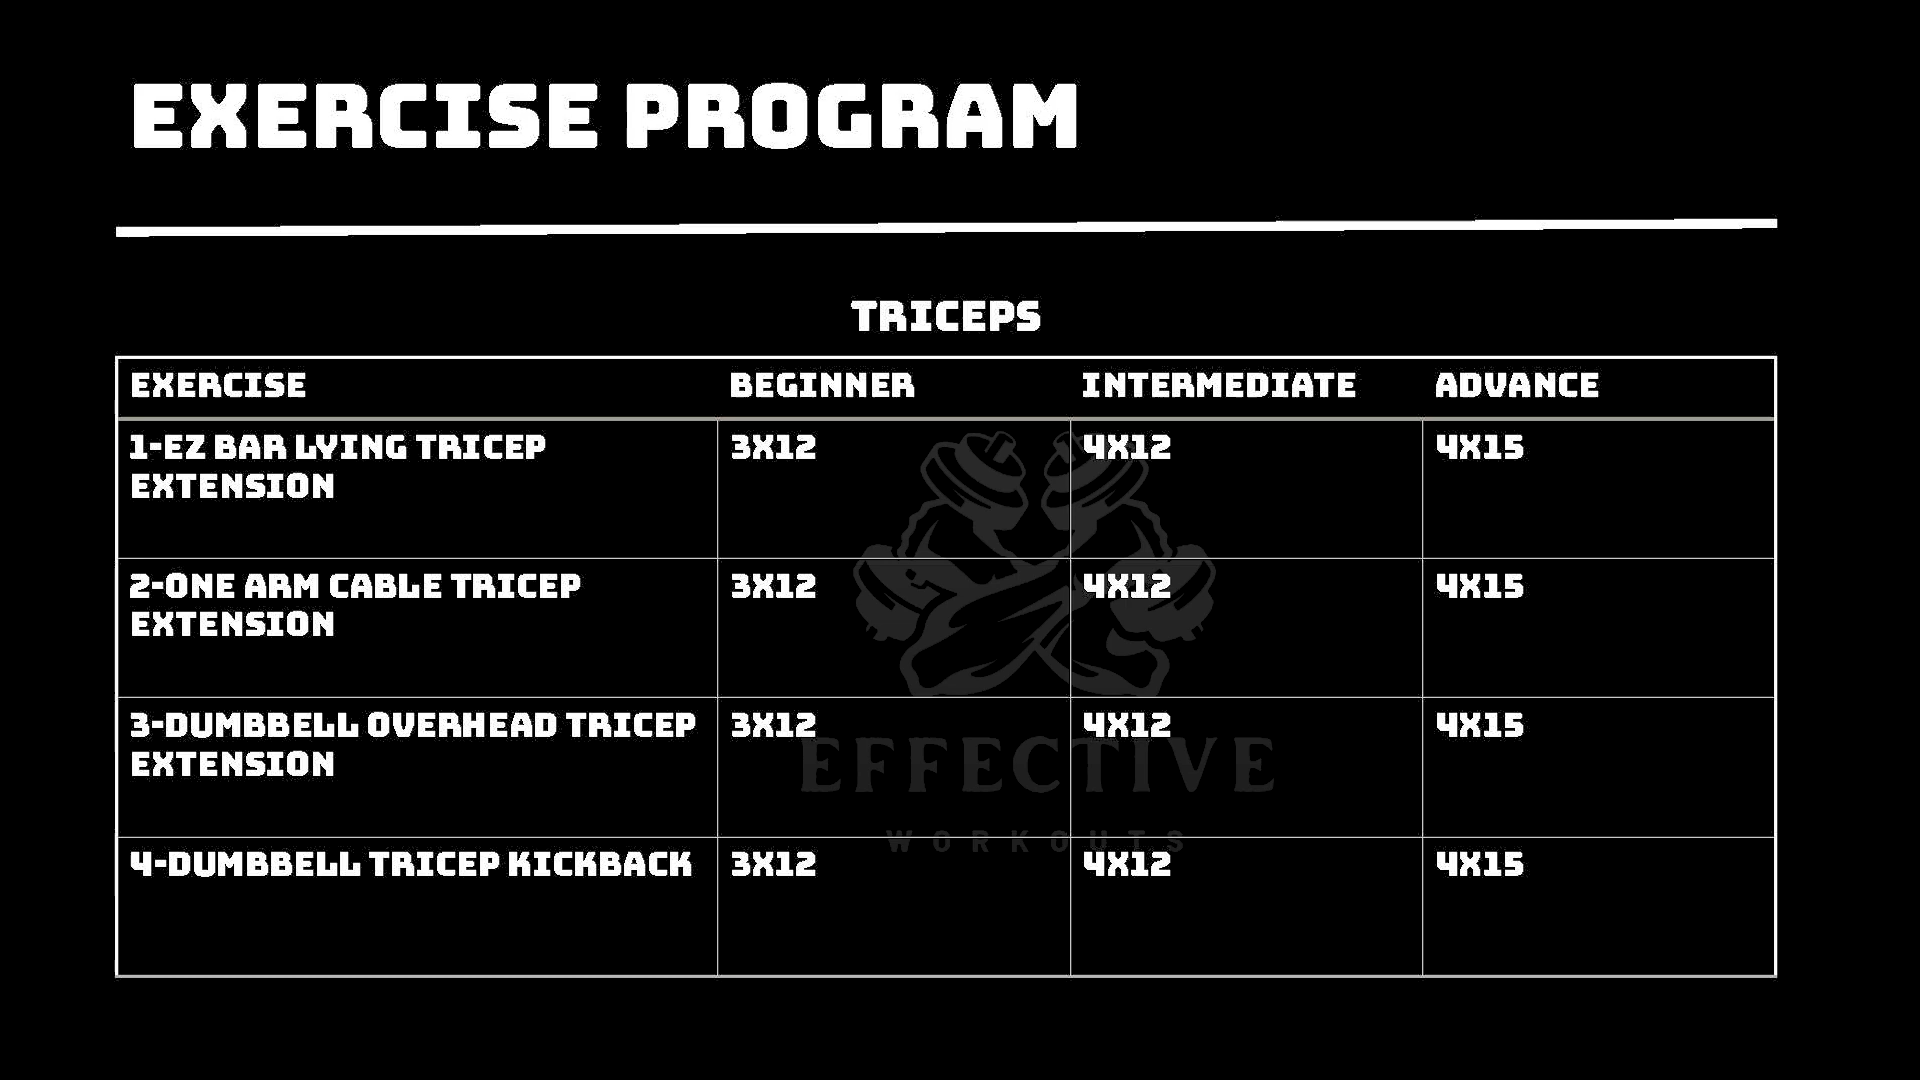 EXERCISE PROGRAM
TRICEPS
EXERCISE BEGINNER INTERMEDIATE ADVANCE
1-EZ BAR LYING TRICEP EXTENSION 3X12 4X12 4X15
2-ONE ARM CABLE TRICEP EXTENSION 3X12 4X12 4X15
3-DUMBBELL OVERHEAD TRICEP EXTENSION 3X12 4X12 4X15
EFFECTIVE
WORKOUTS
4-DUMBBELL TRICEP KICKBACK 3X12 4X12 4X15